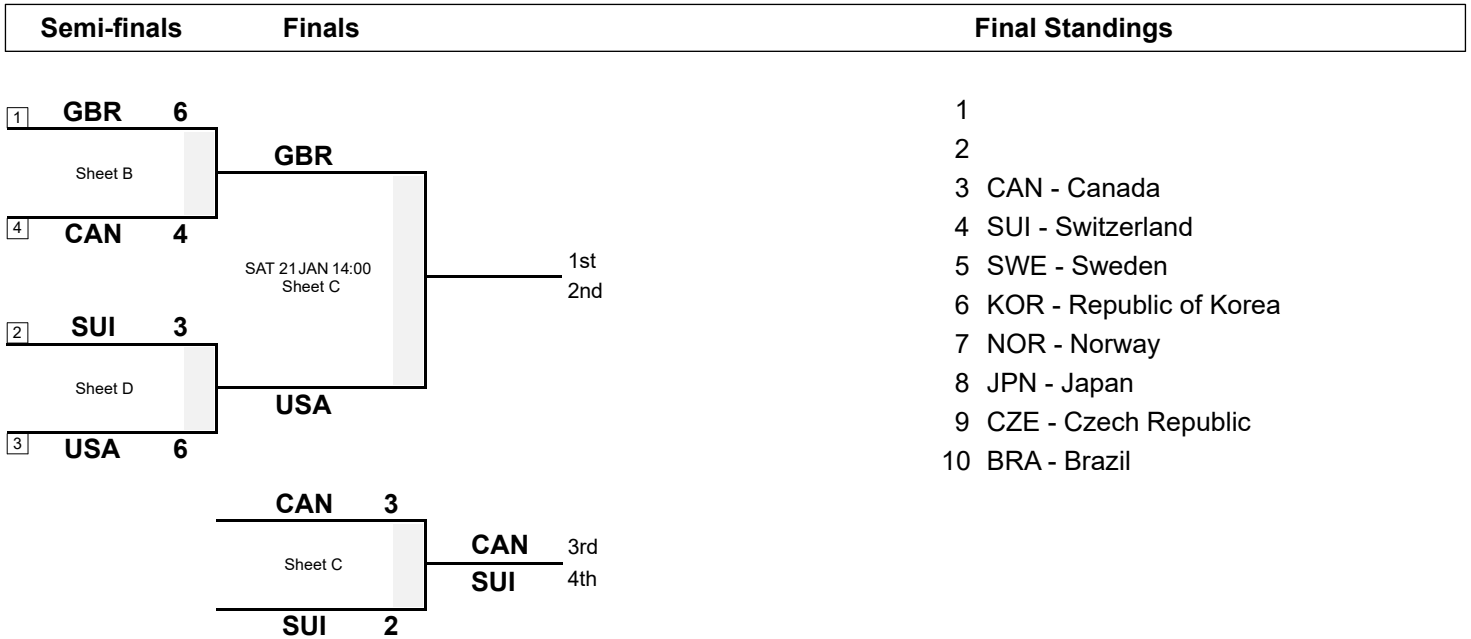 Semi-finals Finals Final Standings
1 GBR 6
Sheet B
4 CAN 4
GBR
SAT 21 JAN 14:00
Sheet C
USA
1st
2nd
2 SUI 3
Sheet D
3 USA 6
CAN 3
Sheet C
SUI 2
CAN 3rd
SUI 4th
1
2
3 CAN - Canada
4 SUI - Switzerland
5 SWE - Sweden
6 KOR - Republic of Korea
7 NOR - Norway
8 JPN - Japan
9 CZE - Czech Republic
10 BRA - Brazil